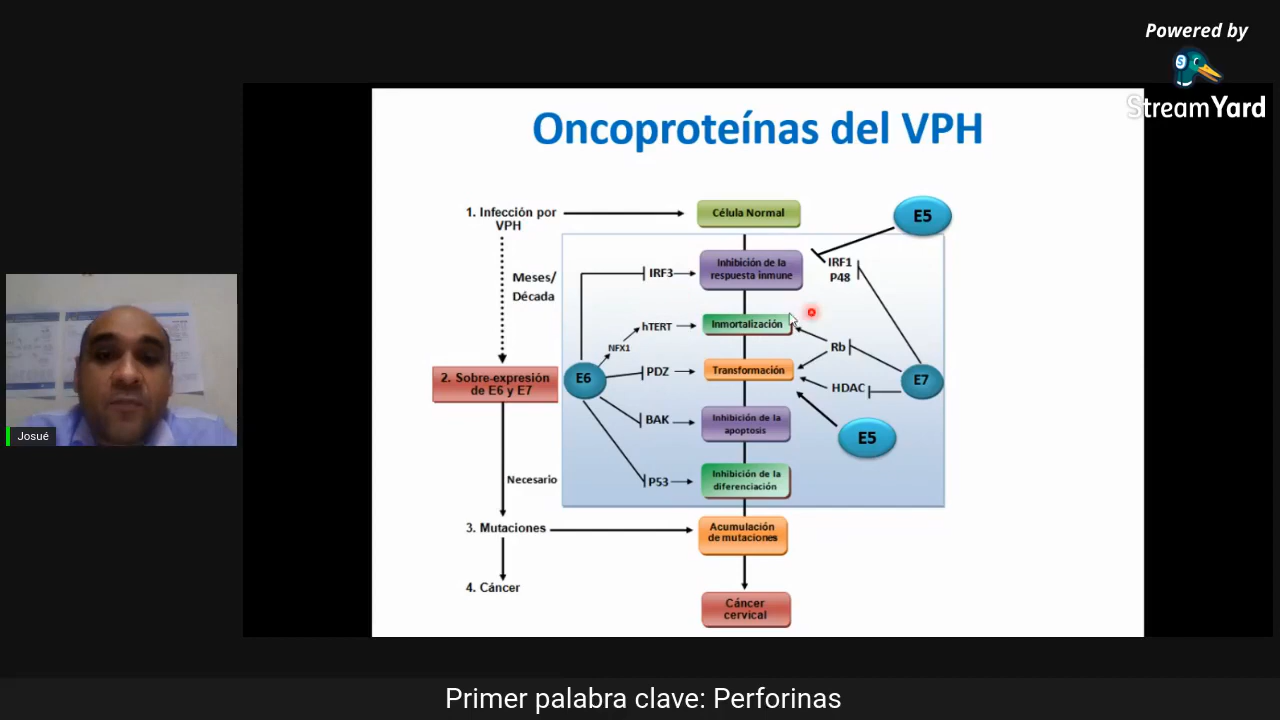 Powered by
StreamYard
Oncoproteínas del VPH
1. Infección por
VPH
Célula Normal
E5
Meses/
Década
IRF3
Inhibición de la
respuesta inmune
IRF1
P48
hTERT
NFX1
Inmortalización
Rb
2. Sobre-expresión
de E6 y E7
E6
PDZ
Transformación
HDAC
E7
BAK
Inhibición de la
apoptosis
E5
Necesario
P53
Inhibición de la
diferenciación
3. Mutaciones
Acumulación
de mutaciones
4. Cáncer
Cáncer
cervical
Josué
Primer palabra clave: Perforinas